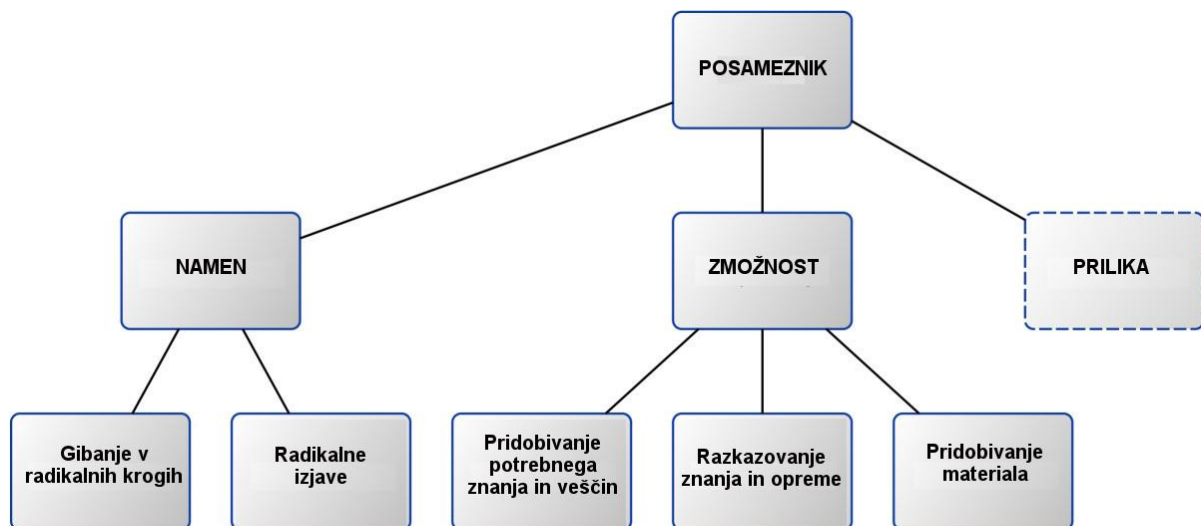 POSAMEZNIK
NAMEN
ZMOŽNOST
PRILIKA
Gibanje v
radikalnih krogih
Radikalne
izjave
Pridobivanje
potrebnega
znanja in veščin
Razkazovanje
znanja in opreme
Pridobivanje
materiala